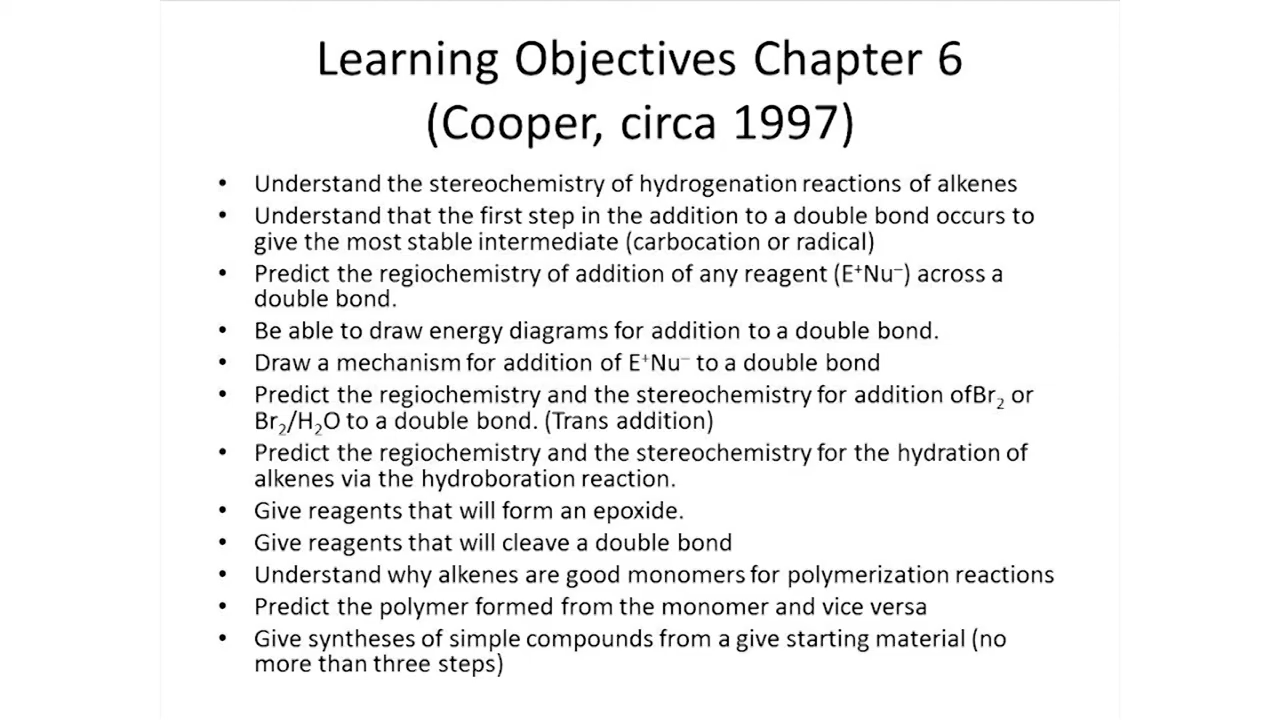 Learning Objectives Chapter 6
(Cooper, circa 1997)
• Understand the stereochemistry of hydrogenation reactions of alkenes
• Understand that the first step in the addition to a double bond occurs to
give the most stable intermediate (carbocation or radical)
• Predict the regiochemistry of addition of any reagent (E⁺Nu⁻) across a
double bond.
• Be able to draw energy diagrams for addition to a double bond.
• Draw a mechanism for addition of E⁺Nu⁻ to a double bond
• Predict the regiochemistry and the stereochemistry for addition ofBr₂ or
Br₂/H₂O to a double bond. (Trans addition)
• Predict the regiochemistry and the stereochemistry for the hydration of
alkenes via the hydroboration reaction.
• Give reagents that will form an epoxide.
• Give reagents that will cleave a double bond
• Understand why alkenes are good monomers for polymerization reactions
• Predict the polymer formed from the monomer and vice versa
• Give syntheses of simple compounds from a give starting material (no
more than three steps)